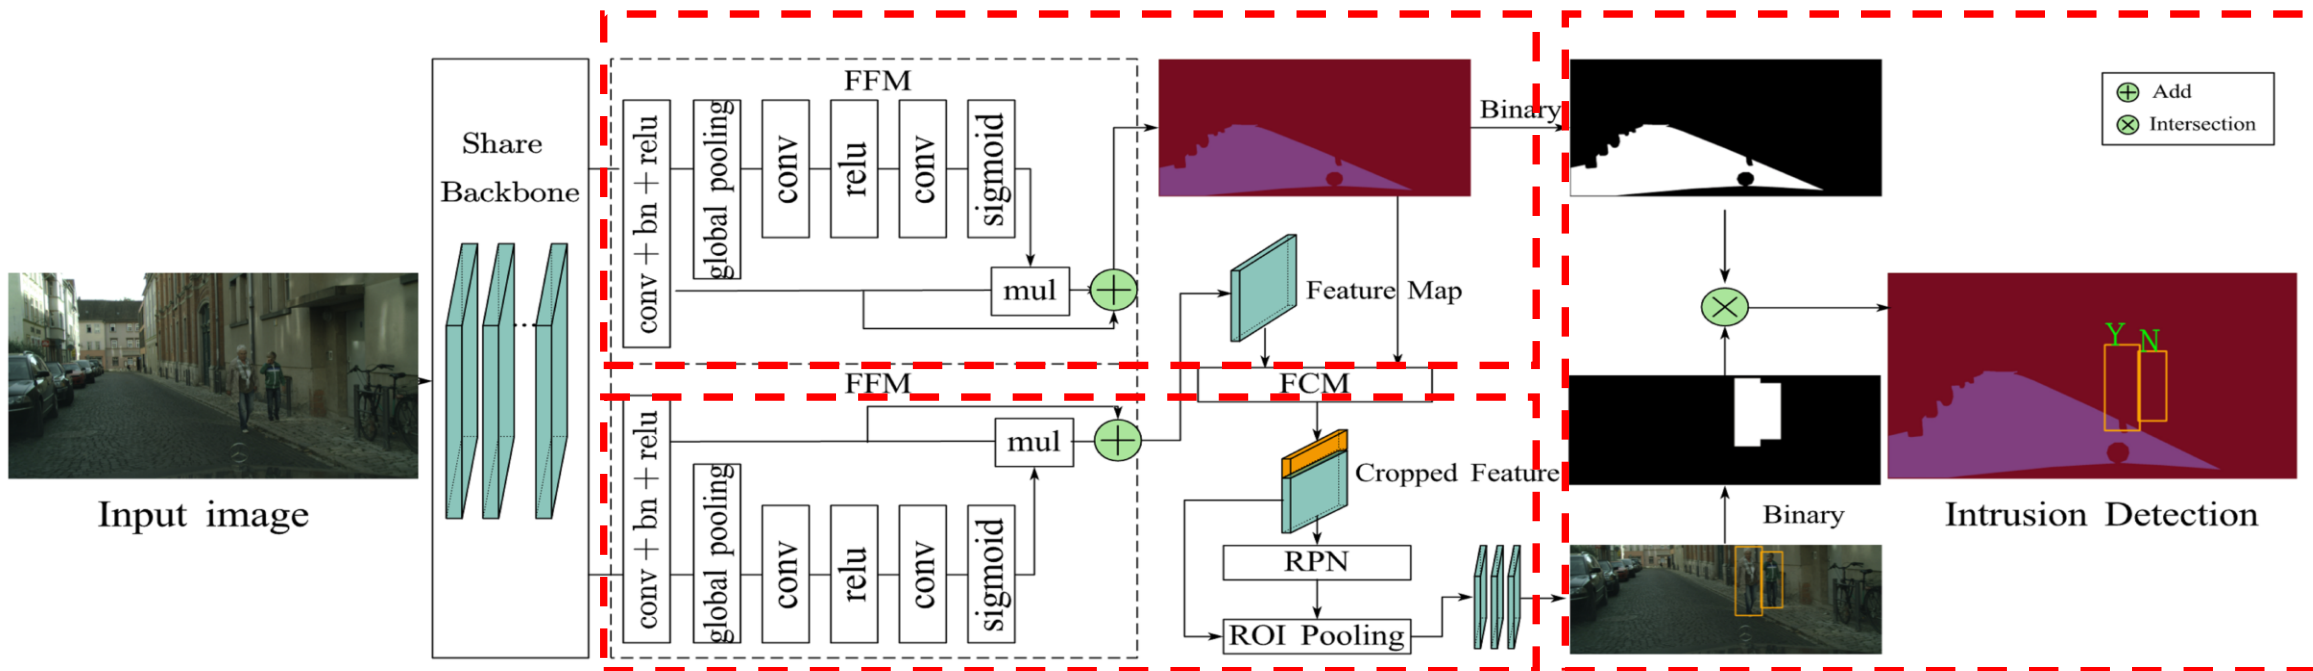 Input image
Share
Backbone
FFM
conv + bn + relu
global pooling
conv
relu
conv
sigmoid
mul
FFM
conv + bn + relu
global pooling
conv
relu
conv
sigmoid
mul
Binary
Feature Map
FCM
Cropped Feature
RPN
ROI Pooling
Add
Intersection
Y
N
Binary
Intrusion Detection